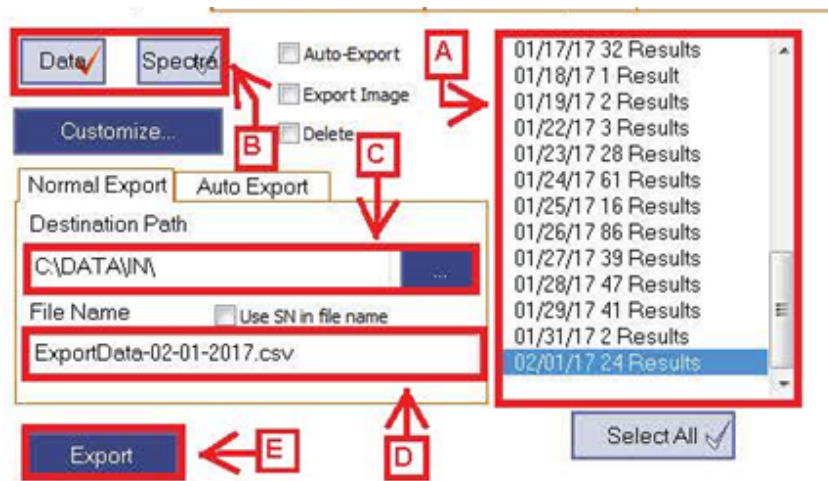 Data
Spectra
Auto-Export
Export Image
Delete
B
Customize...
C
Normal Export
Auto Export
Destination Path
C:\DATA\IN\
...
File Name
Use SN in file name
ExportData-02-01-2017.csv
D
Export
E
A
01/17/17 32 Results
01/18/17 1 Result
01/19/17 2 Results
01/22/17 3 Results
01/23/17 28 Results
01/24/17 61 Results
01/25/17 16 Results
01/26/17 86 Results
01/27/17 39 Results
01/28/17 47 Results
01/29/17 41 Results
01/31/17 2 Results
02/01/17 24 Results
Select All